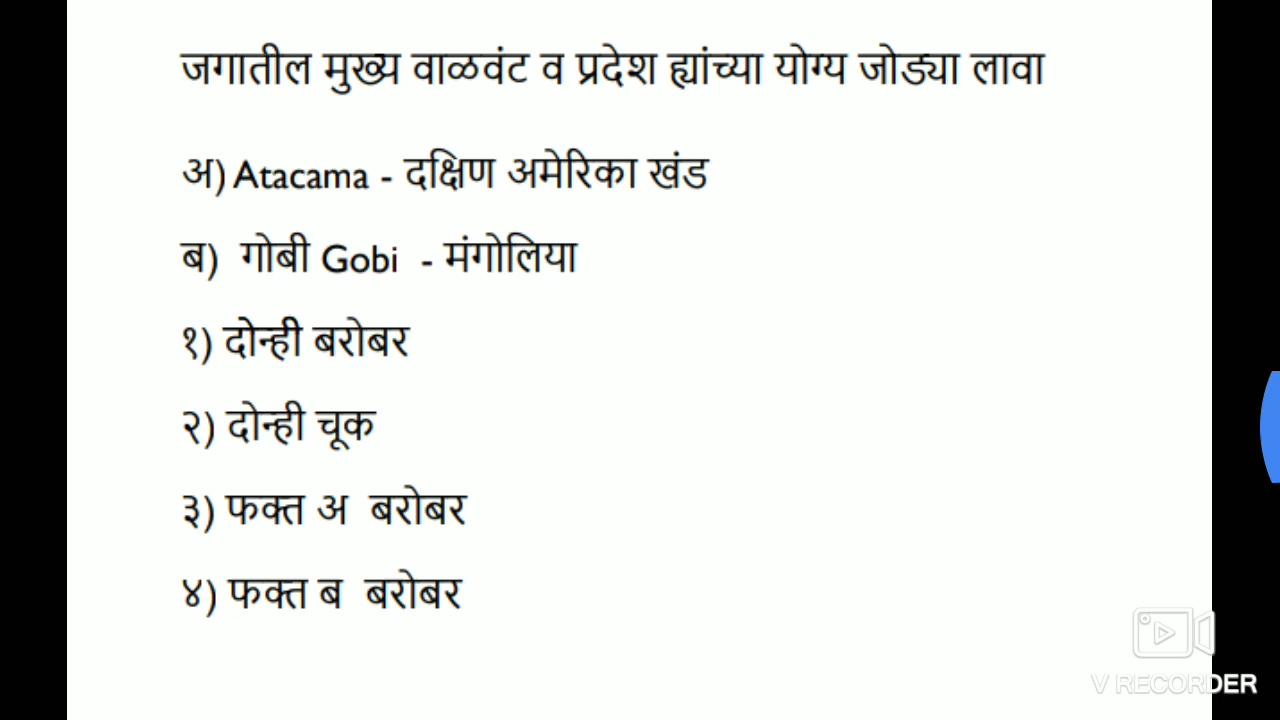 जगातील मुख्य वाळवंट व प्रदेश ह्यांच्या योग्य जोड्या लावा
अ) Atacama - दक्षिण अमेरिका खंड
ब) गोबी Gobi - मंगोलिया
१) दोन्ही बरोबर
२) दोन्ही चूक
३) फक्त अ बरोबर
४) फक्त ब बरोबर
V RECORDER